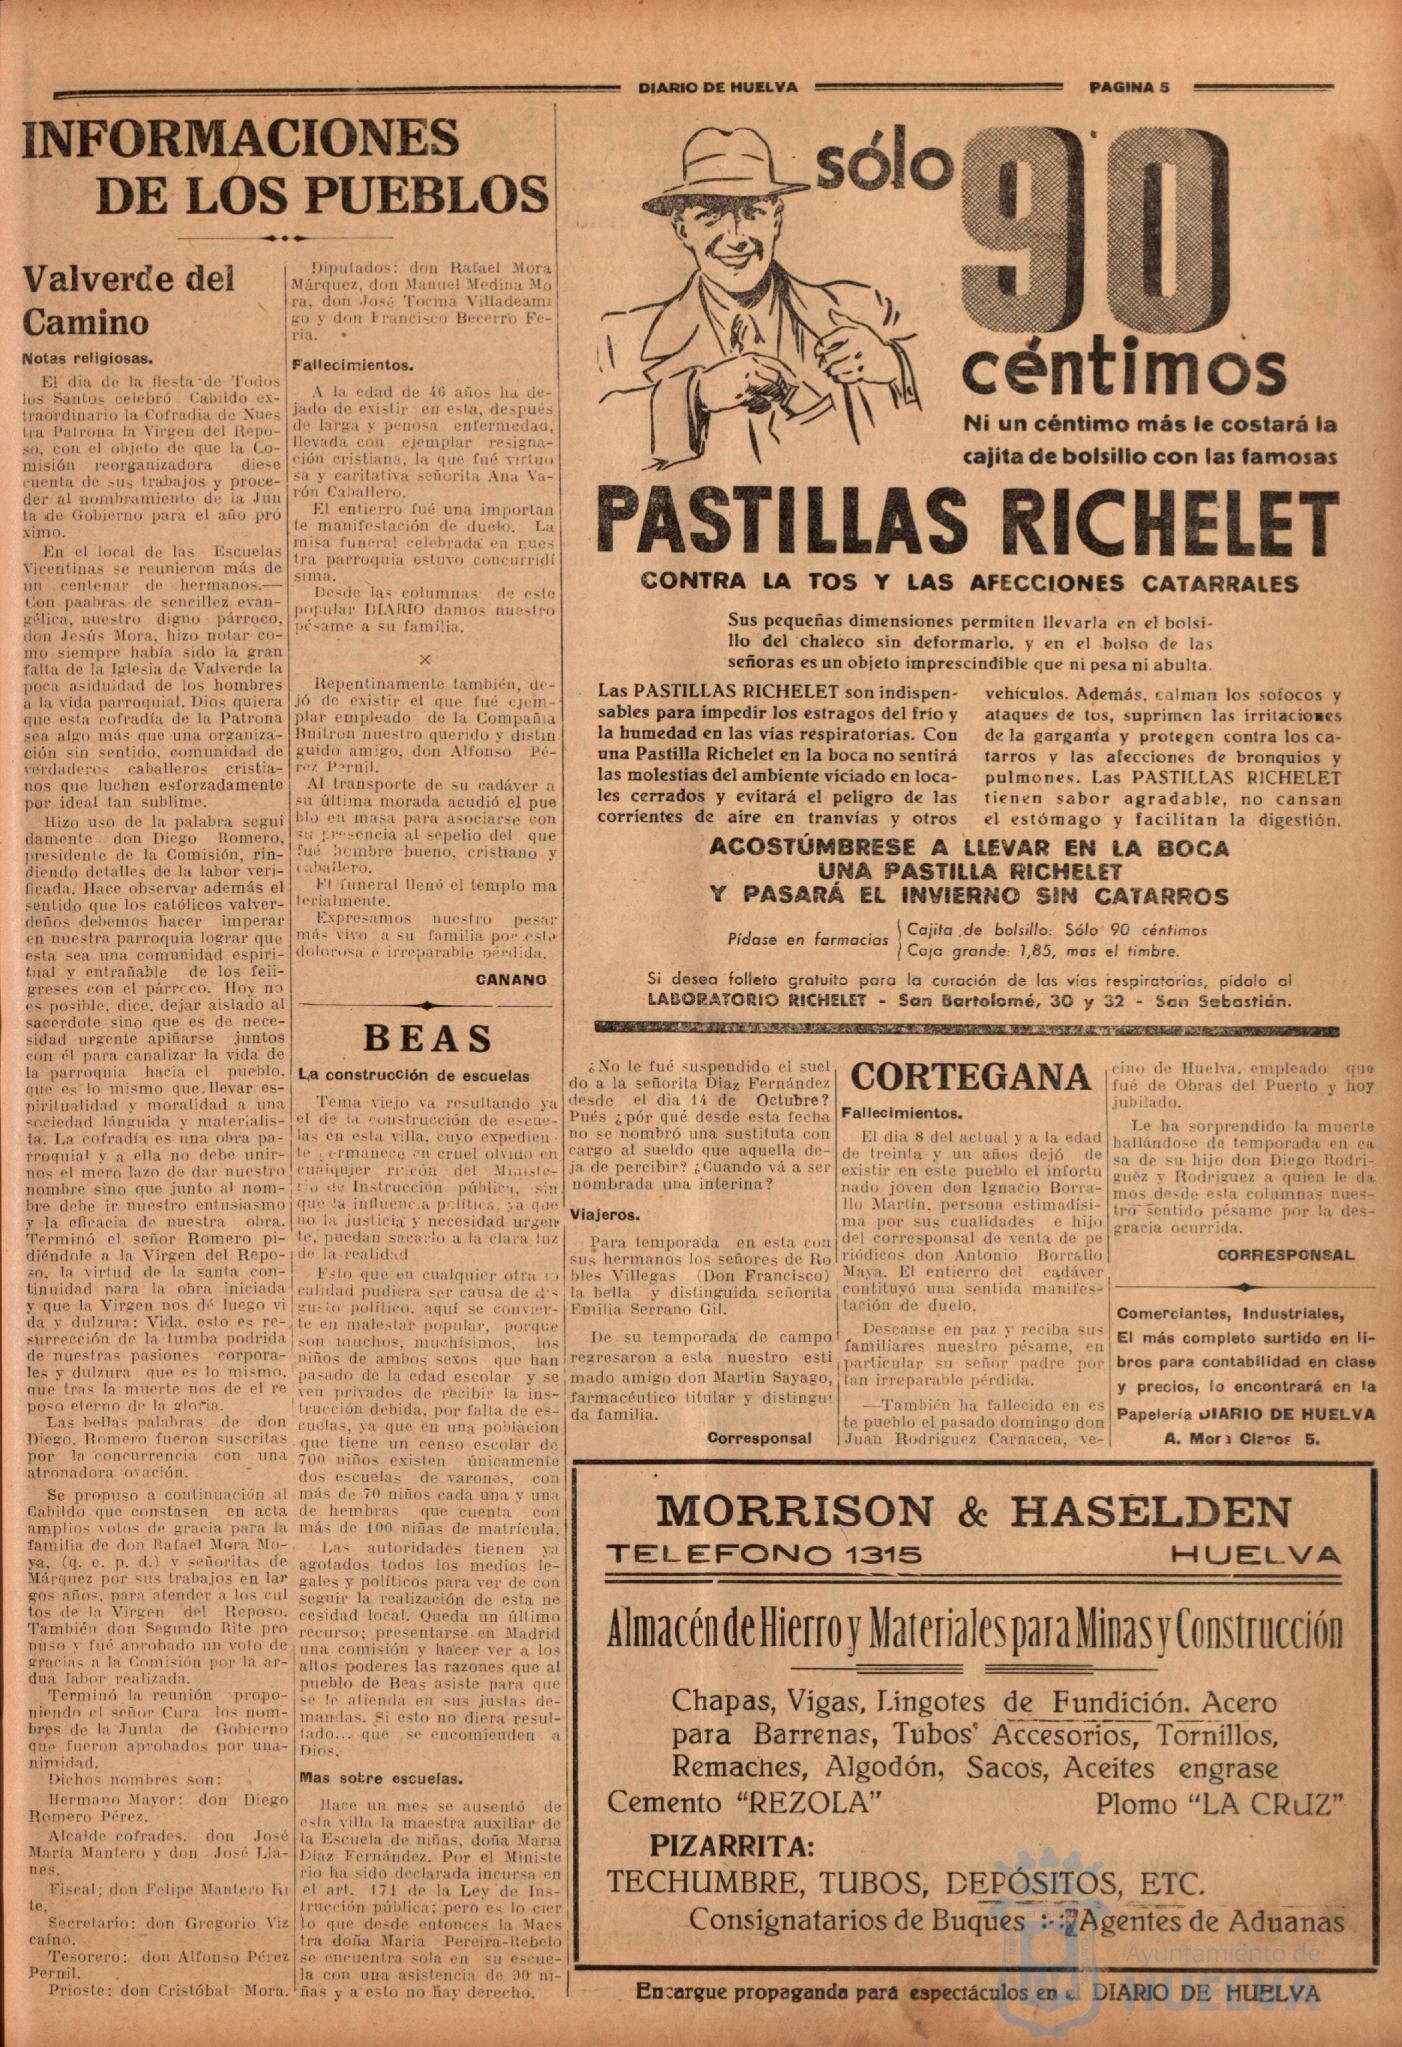 DIARIO DE HUELVA
PAGINA 5
INFORMACIONES
DE LOS PUEBLOS
Valverde del
Camino
Notas religiosas.
El dia de la fiesta de Todos
los Santos celebró Cabildo ex-
traordinario la Cofradia de Nues
tra Patrona la Virgen del Repo-
so, con el objeto de que la Co-
misión reorganizadora diese
cuenta de sus trabajos y proce-
der al nombramiento de la Jun
ta de Gobierno para el año pró
ximo.
En el local de las Escuelas
Vicentinas se reunieron más de
un centenar de hermanos.—
Con paabras de sencillez evan-
gélica, nuestro digno párroco,
don Jesús Mora, hizo notar co-
mo siempre había sido la gran
falta de la Iglesia de Valverde la
poca asiduidad de los hombres
a la vida parroquial. Dios quiera
que esta cofradía de la Patrona
sea algo más que una organiza-
ción sin sentido, comunidad de
verdaderos caballeros cristia-
nos que luchen esforzadamente
por ideal tan sublime.
Hizo uso de la palabra segui
damente don Diego Romero,
presidente de la Comisión, rin-
diendo detalles de la labor veri-
ficada. Hace observar además el
sentido que los católicos valver-
deños debemos hacer imperar
en nuestra parroquia lograr que
esta sea una comunidad espiri-
tual y entrañable de los feli-
greses con el párroco. Hoy no
es posible, dice, dejar aislado al
sacerdote sino que es de nece-
sidad urgente apiñarse juntos
con él para canalizar la vida de
la parroquia hacia el pueblo,
que es lo mismo que llevar es-
piritualidad y moralidad a una
sociedad lánguida y materialis-
ta. La cofradía es una obra pa-
rroquial y a ella no debe unir-
nos el mero lazo de dar nuestro
nombre sino que junto al nom-
bre debe ir nuestro entusiasmo
y la eficacia de nuestra obra.
Terminó el señor Romero pi-
diéndole a la Virgen del Repo-
so, la virtud de la santa con-
tinuidad para la obra iniciada
y que la Virgen nos dé luego vi
da y dulzura: Vida, esto es re-
surrección de la tumba podrida
de nuestras pasiones corpora-
les y dulzura que es lo mismo,
que tras la muerte nos de el re
poso eterno de la gloria.
Las bellas palabras de don
Diego. Romero fueron suscritas
por la concurrencia con una
atronadora ovación.
Se propuso a continuación al
Cabildo que constasen en acta
amplios votos de gracia para la
familia de don Rafael Mora Mo-
ya, (q. e. p. d.) y señoritas de
Márquez por sus trabajos en lar
gos años, para atender a los cul
tos de la Virgen del Reposo.
También don Segundo Rite pro
puso y fué aprobado un voto de
gracias a la Comisión por la ar-
dua labor realizada.
Terminó la reunión propo-
niendo el señor Cura los nom-
bres de la Junta de Gobierno
que fueron aprobados por una-
nimidad.
Dichos nombres son:
Hermano Mayor: don Diego
Romero Pérez.
Alcalde cofrades, don José
María Mantero y don José Lla-
nes.
Fiscal; don Felipe Mantero Ri
te.
Secretario: don Gregorio Viz
caíno.
Tesorero: don Alfonso Pérez
Pernil.
Prioste: don Cristóbal Mora.
Diputados: don Rafael Mora
Márquez, don Manuel Medina Mo
ra, don José Tocina Villadeami-
go y don Francisco Becerro Fe-
ria.
Fallecimientos.
A la edad de 46 años ha de-
jado de existir en esta, después
de larga y penosa enfermedad,
llevada con ejemplar resigna-
ción cristiana, la que fué virtuo
sa y caritativa señorita Ana Va-
rón Caballero.
El entierro fué una importan
te manifestación de duelo. La
misa funeral celebrada en nues
tra parroquia estuvo concurridí
sima.
Desde las columnas de este
popular DIARIO damos nuestro
pésame a su familia.
×
Repentinamente también, de-
jó de existir el que fué ejem-
plar empleado de la Compañia
Buitrón nuestro querido y distin
guido amigo, don Alfonso Pé-
rez Pernil.
Al transporte de su cadáver a
su última morada acudió el pue
blo en masa para asociarse con
su presencia al sepelio del que
fué hombre bueno, cristiano y
caballero.
El funeral llenó el templo ma
terialmente.
Expresamos nuestro pesar
más vivo a su familia por esta
dolorosa e irreparable pérdida.
CANANO
BEAS
La construcción de escuelas
Tema viejo va resultando ya
el de la construcción de escue-
las en esta villa, cuyo expedien-
te permanece en cruel olvido en
cualquier rincón del Ministe-
rio de Instrucción pública, sin
que la influencia política, ya que
no la justicia y necesidad urgen
te, puedan sacarlo a la clara luz
de la realidad
Esto que en cualquier otra lo
calidad pudiera ser causa de dis
gusto político, aquí se convier-
te en malestar popular, porque
son muchos, muchísimos, los
niños de ambos sexos que han
pasado de la edad escolar y se
ven privados de recibir la ins-
trucción debida, por falta de es-
cuelas, ya que en una población
que tiene un censo escolar de
700 niños existen únicamente
dos escuelas de varones, con
más de 70 niños cada una y una
de hembras que cuenta con
más de 100 niñas de matrícula.
Las autoridades tienen ya
agotados todos los medios le-
gales y políticos para ver de con
seguir la realización de esta ne
cesidad local. Queda un último
recurso; presentarse en Madrid
una comisión y hacer ver a los
altos poderes las razones que al
pueblo de Beas asiste para que
se le atienda en sus justas de-
mandas. Si esto no diera resul-
tado... que se encomienden a
Dios.
Mas sobre escuelas.
Hace un mes se ausentó de
esta villa la maestra auxiliar de
la Escuela de niñas, doña Maria
Díaz Fernández. Por el Ministe
rio ha sido declarada incursa en
el art. 171 de la Ley de Ins-
trucción pública; pero es lo cier
to que desde entonces la Maes
tra doña Maria Pereira-Rebelo
se encuentra sola en su escue-
la con una asistencia de 90 ni-
ñas y a esto no hay derecho.
sólo 90
céntimos
Ni un céntimo más le costará la
cajita de bolsillo con las famosas
PASTILLAS RICHELET
CONTRA LA TOS Y LAS AFECCIONES CATARRALES
Sus pequeñas dimensiones permiten llevarla en el bolsi-
llo del chaleco sin deformarlo, y en el bolso de las
señoras es un objeto imprescindible que ni pesa ni abulta.
Las PASTILLAS RICHELET son indispen-
sables para impedir los estragos del frio y
la humedad en las vías respiratorias. Con
una Pastilla Richelet en la boca no sentirá
las molestias del ambiente viciado en loca-
les cerrados y evitará el peligro de las
corrientes de aire en tranvías y otros
vehículos. Además, calman los sofocos y
ataques de tos, suprimen las irritaciones
de la garganta y protegen contra los ca-
tarros y las afecciones de bronquios y
pulmones. Las PASTILLAS RICHELET
tienen sabor agradable, no cansan
el estómago y facilitan la digestión.
ACOSTÚMBRESE A LLEVAR EN LA BOCA
UNA PASTILLA RICHELET
Y PASARÁ EL INVIERNO SIN CATARROS
Pídase en farmacias
Cajita de bolsillo: Sólo 90 céntimos
Caja grande: 1,85, mas el timbre.
Si desea folleto gratuito para la curación de las vías respiratorias, pídalo al
LABORATORIO RICHELET - San Bartolomé, 30 y 32 - San Sebastián.
¿No le fué suspendido el suel
do a la señorita Diaz Fernández
desde el dia 14 de Octubre?
Pués ¿pór qué desde esta fecha
no se nombró una sustituta con
cargo al sueldo que aquella de-
ja de percibir? ¿Cuando vá a ser
nombrada una interina?
Viajeros.
Para temporada en esta con
sus hermanos los señores de Ro
bles Villegas (Don Francisco)
la bella y distinguida señorita
Emilia Serrano Gil.
De su temporada de campo
regresaron a esta nuestro esti
mado amigo don Martin Sayago,
farmacéutico titular y distingui
da familia.
Corresponsal
CORTEGANA
Fallecimientos.
El dia 8 del actual y a la edad
de treinta y un años dejó de
existir en este pueblo el infortu
nado joven don Ignacio Borra-
llo Martín, persona estimadísi-
ma por sus cualidades e hijo
del corresponsal de venta de pe
riódicos don Antonio Borrallo
Maya. El entierro del cadáver
contituyó una sentida manifes-
tación de duelo.
Descanse en paz y reciba sus
familiares nuestro pésame, en
particular su señor padre por
tan irreparable pérdida.
—También ha fallecido en es
te pueblo el pasado domingo don
Juan Rodriguez Carnacea, ve-
cino de Huelva, empleado que
fué de Obras del Puerto y hoy
jubilado.
Le ha sorprendido la muerte
hallándose de temporada en ca
sa de su hijo don Diego Rodri-
guez y Rodriguez a quien le da
mos desde esta columnas nues-
tro sentido pésame por la des-
gracia ocurrida.
CORRESPONSAL
Comerciantes, Industriales,
El más completo surtido en li-
bros para contabilidad en clase
y precios, lo encontrará en la
Papelería DIARIO DE HUELVA
A. Mora Claros 5.
MORRISON & HASELDEN
TELEFONO 1315 HUELVA
Almacén de Hierro y Materiales para Minas y Construcción
Chapas, Vigas, Lingotes de Fundición. Acero
para Barrenas, Tubos' Accesorios, Tornillos,
Remaches, Algodón, Sacos, Aceites engrase
Cemento "REZOLA" Plomo "LA CRUZ"
PIZARRITA:
TECHUMBRE, TUBOS, DEPÓSITOS, ETC.
Consignatarios de Buques Agentes de Aduanas
Ayuntamiento de
HUELVA
Encargue propaganda para espectáculos en el DIARIO DE HUELVA